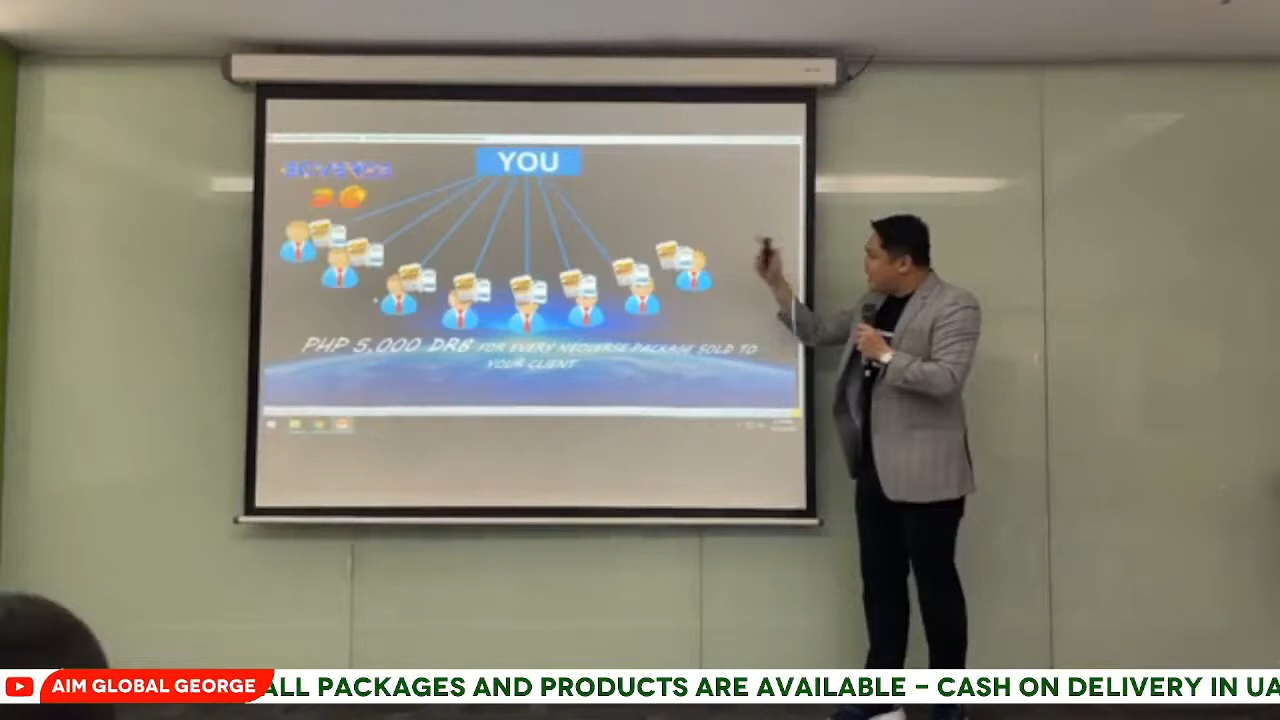 YOU
PHP 5,000 DRB FOR EVERY NEOVERSE PACKAGE SOLD TO
YOUR CLIENT
AIM GLOBAL GEORGE
ALL PACKAGES AND PRODUCTS ARE AVAILABLE – CASH ON DELIVERY IN UA